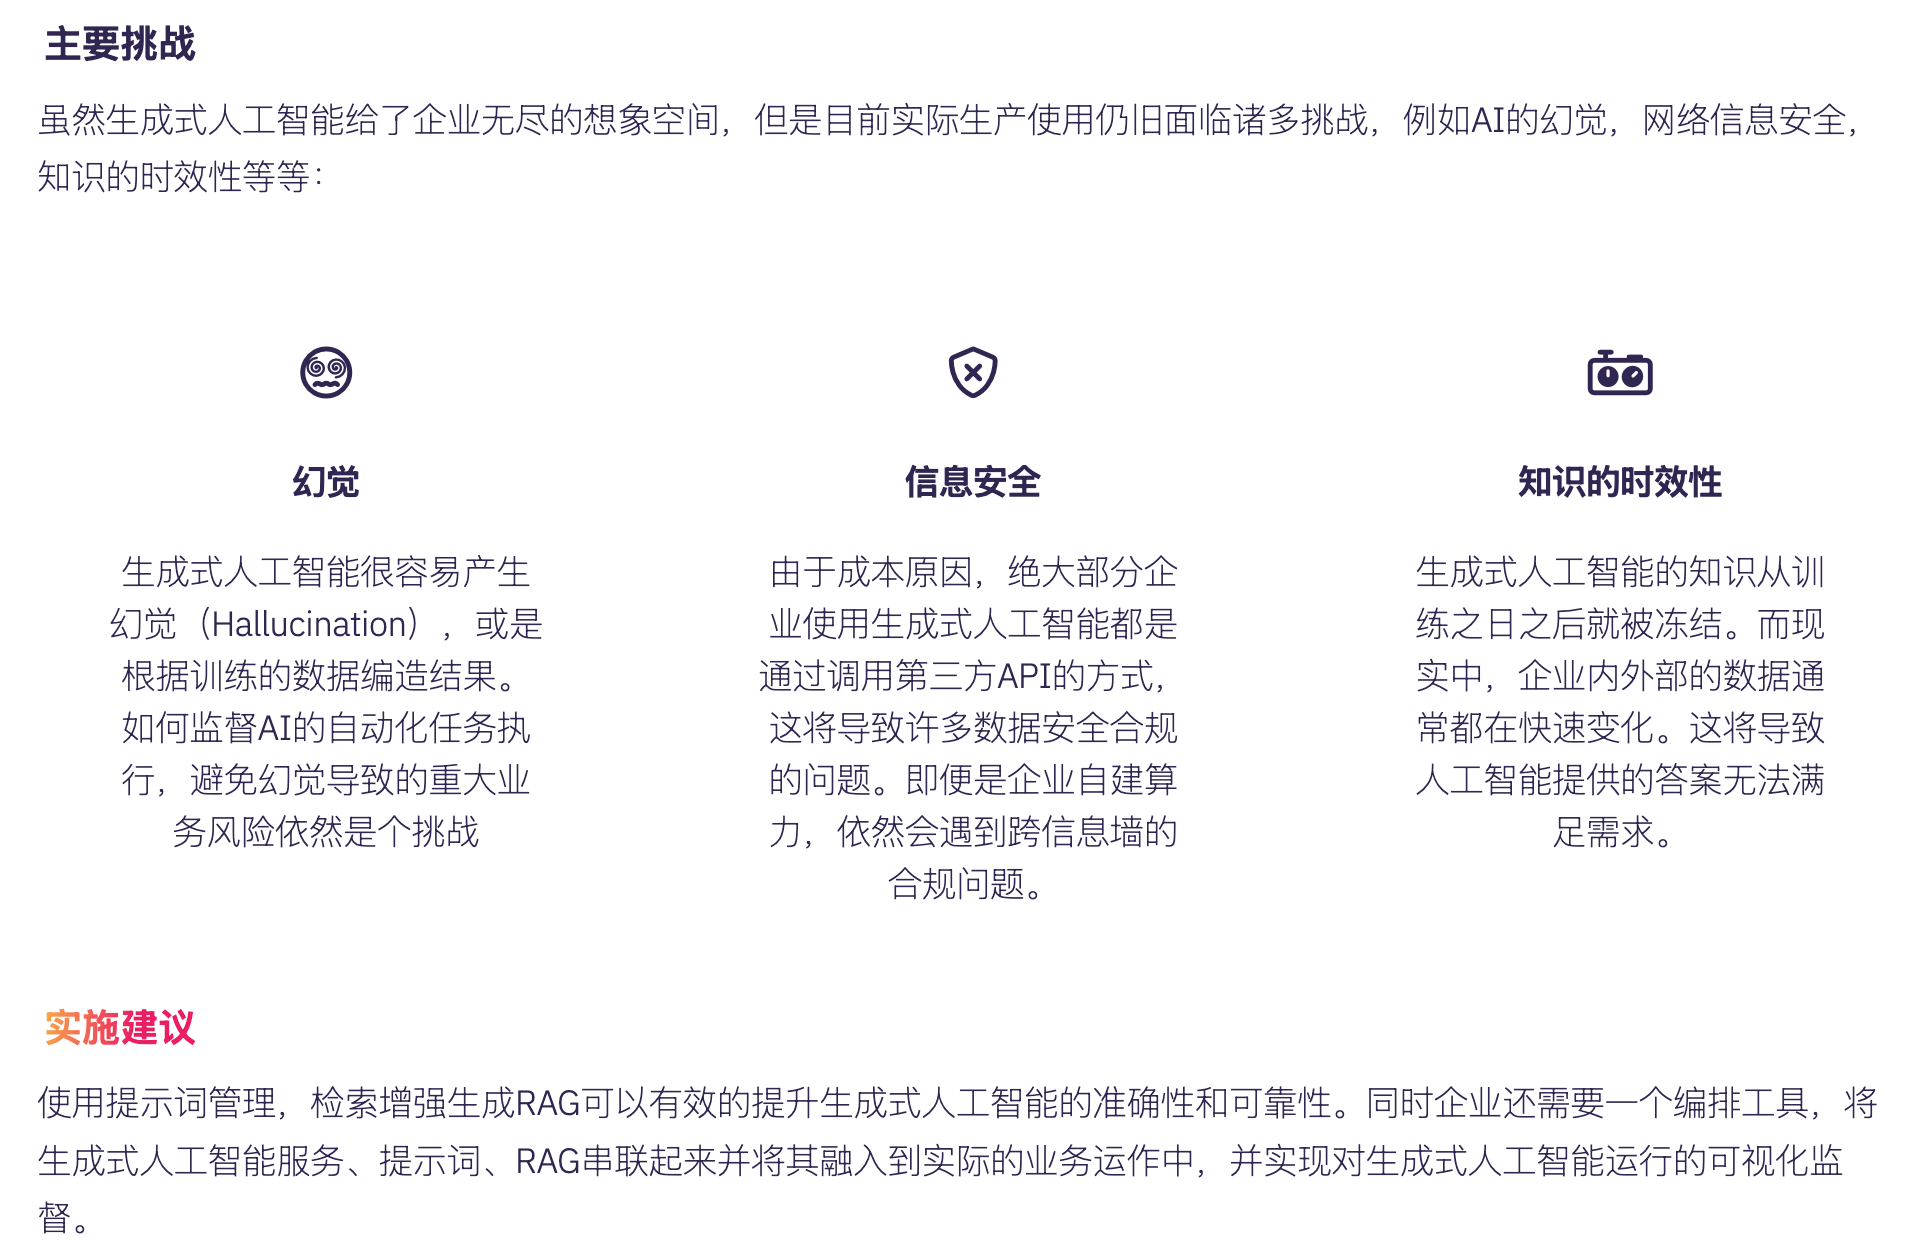 主要挑战
虽然生成式人工智能给了企业无尽的想象空间，但是目前实际生产使用仍旧面临诸多挑战，例如AI的幻觉，网络信息安全，
知识的时效性等等：
幻觉
生成式人工智能很容易产生
幻觉（Hallucination），或是
根据训练的数据编造结果。
如何监督AI的自动化任务执
行，避免幻觉导致的重大业
务风险依然是个挑战
信息安全
由于成本原因，绝大部分企
业使用生成式人工智能都是
通过调用第三方API的方式，
这将导致许多数据安全合规
的问题。即便是企业自建算
力，依然会遇到跨信息墙的
合规问题。
知识的时效性
生成式人工智能的知识从训
练之日之后就被冻结。而现
实中，企业内外部的数据通
常都在快速变化。这将导致
人工智能提供的答案无法满
足需求。
实施建议
使用提示词管理，检索增强生成RAG可以有效的提升生成式人工智能的准确性和可靠性。同时企业还需要一个编排工具，将
生成式人工智能服务、提示词、RAG串联起来并将其融入到实际的业务运作中，并实现对生成式人工智能运行的可视化监
督。